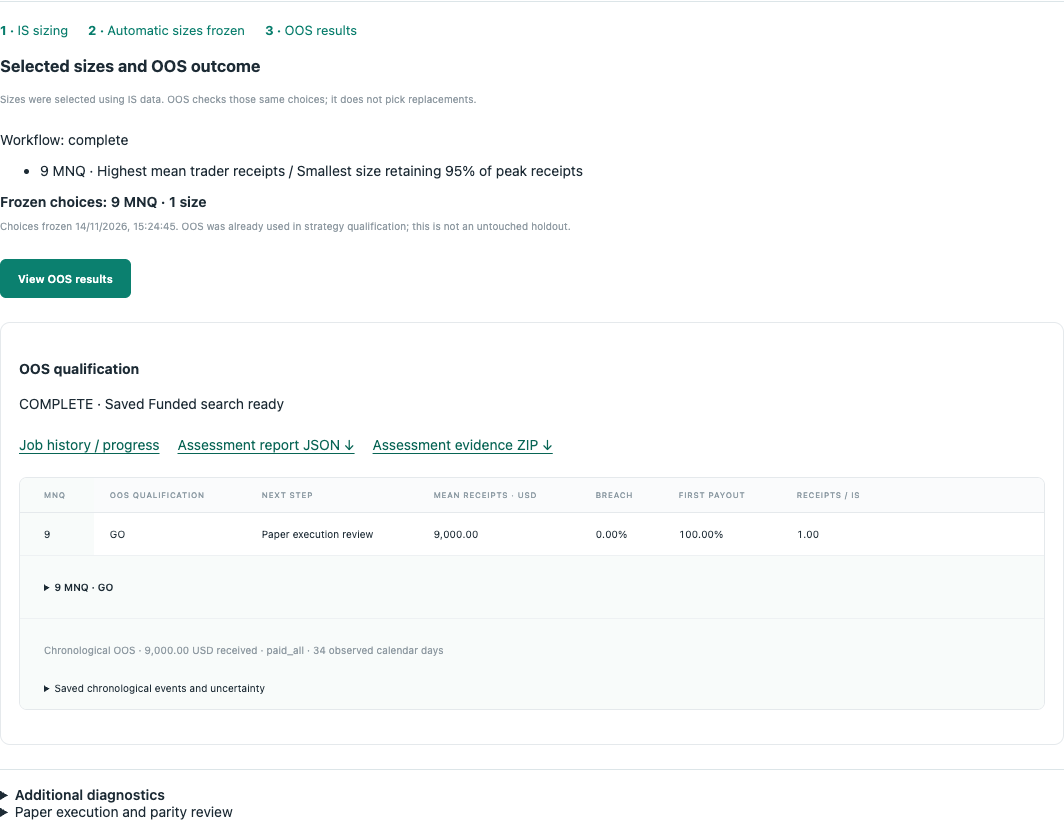 1 · IS sizing 2 · Automatic sizes frozen 3 · OOS results
Selected sizes and OOS outcome
Sizes were selected using IS data. OOS checks those same choices; it does not pick replacements.
Workflow: complete
• 9 MNQ · Highest mean trader receipts / Smallest size retaining 95% of peak receipts
Frozen choices: 9 MNQ · 1 size
Choices frozen 14/11/2026, 15:24:45. OOS was already used in strategy qualification; this is not an untouched holdout.
View OOS results
OOS qualification
COMPLETE · Saved Funded search ready
Job history / progress Assessment report JSON ↓ Assessment evidence ZIP ↓
MNQ OOS QUALIFICATION NEXT STEP MEAN RECEIPTS · USD BREACH FIRST PAYOUT RECEIPTS / IS
9 GO Paper execution review 9,000.00 0.00% 100.00% 1.00
▶ 9 MNQ · GO
Chronological OOS · 9,000.00 USD received · paid_all · 34 observed calendar days
▶ Saved chronological events and uncertainty
▶ Additional diagnostics
▶ Paper execution and parity review